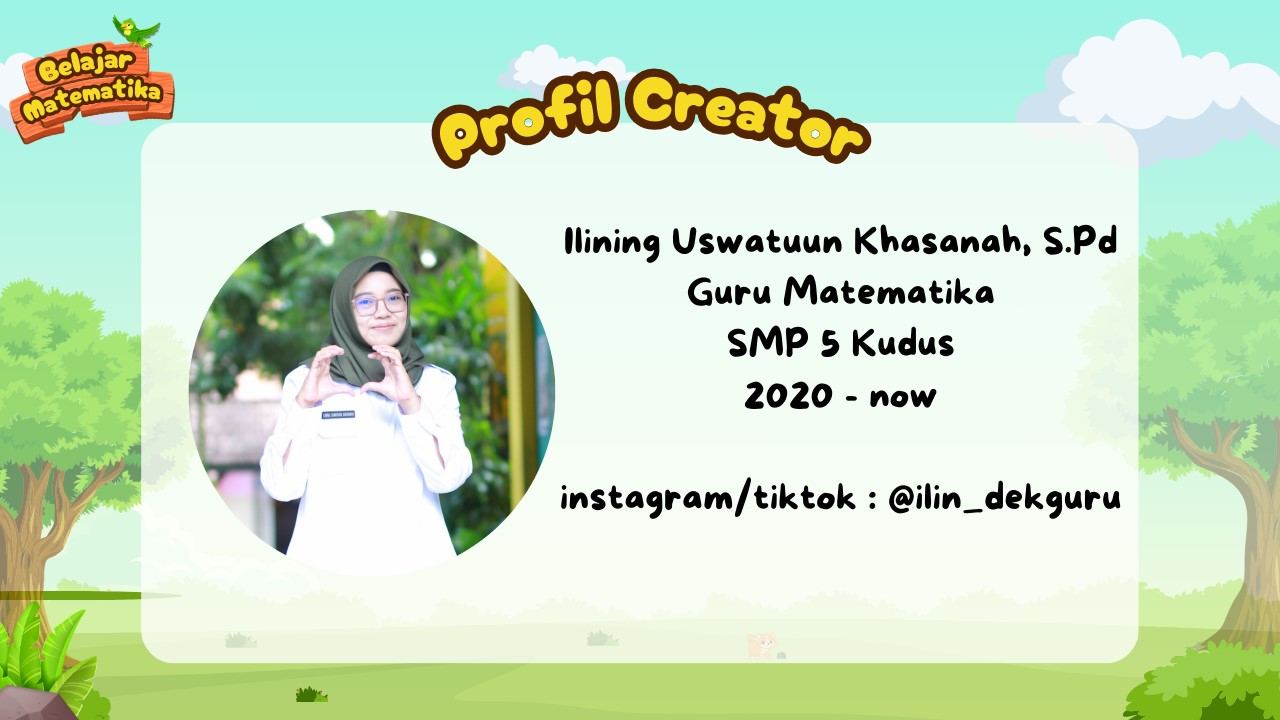 Belajar
Matematika
Profil Creator
Ilining Uswatuun Khasanah, S.Pd
Guru Matematika
SMP 5 Kudus
2020 - now
instagram/tiktok : @ilin_dekguru